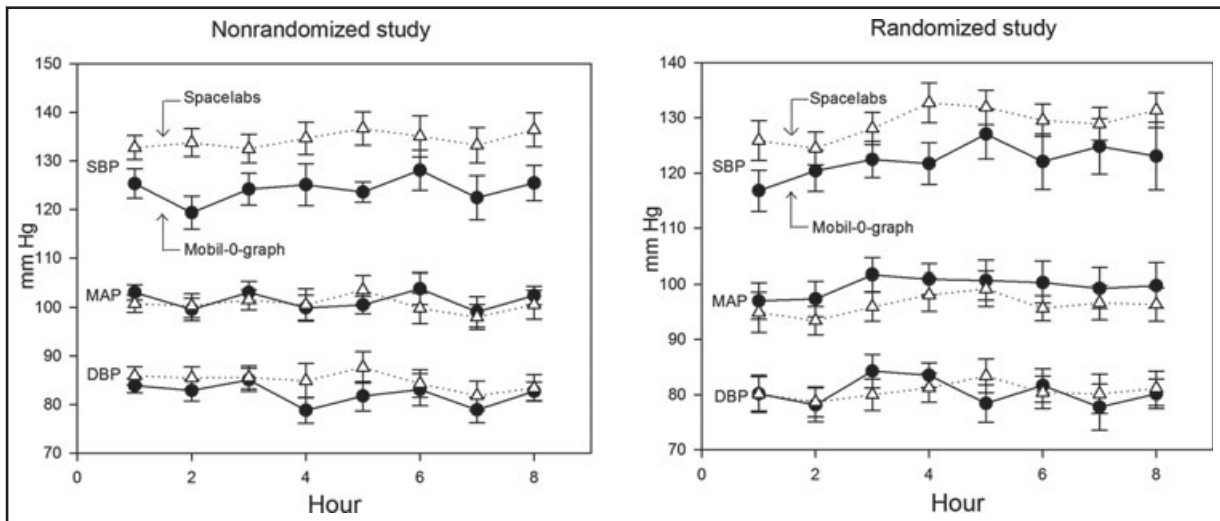 Nonrandomized study
150
140
130
120
110
100
90
80
70
mm Hg
SBP
MAP
DBP
Spacelabs
Mobil-0-graph
0 2 4 6 8
Hour
Randomized study
140
130
120
110
100
90
80
70
mm Hg
SBP
MAP
DBP
Spacelabs
Mobil-0-graph
0 2 4 6 8
Hour